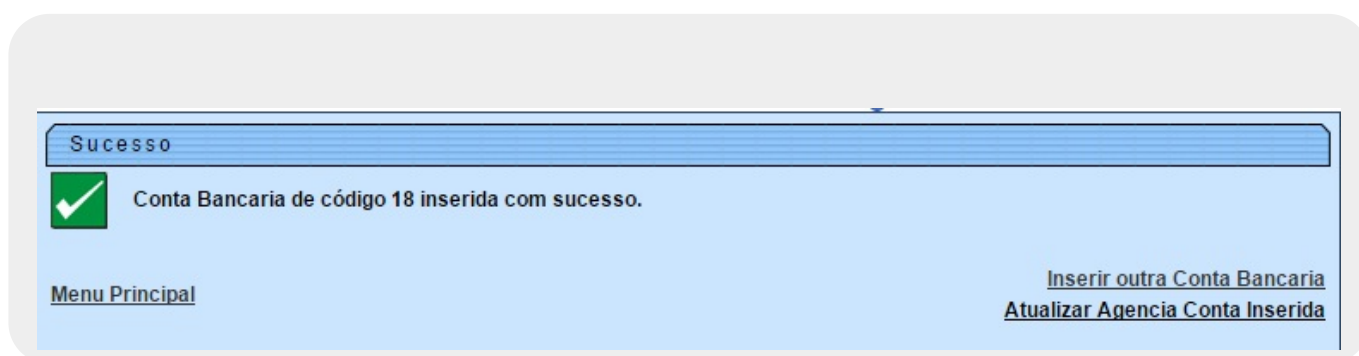 Sucesso
Conta Bancaria de código 18 inserida com sucesso.
Menu Principal
Inserir outra Conta Bancaria
Atualizar Agencia Conta Inserida